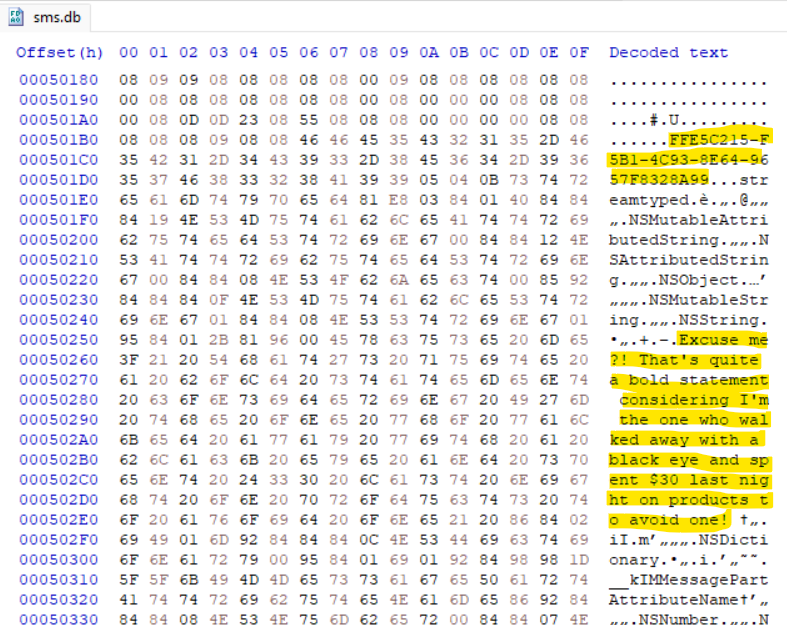 sms.db
Offset(h) 00 01 02 03 04 05 06 07 08 09 0A 0B 0C 0D 0E 0F Decoded text
00050180 08 09 09 08 08 08 08 08 00 09 08 08 08 08 08 08 ................
00050190 00 08 08 08 08 08 08 08 08 00 00 00 08 08 08 08 ................
000501A0 00 08 0D 0D 23 08 55 08 08 08 00 00 00 08 08 08 ....#.U.........
000501B0 08 08 08 09 08 08 46 46 45 35 43 32 31 35 2D 46 ......FFE5C215-F
000501C0 35 42 31 2D 34 43 39 33 2D 38 45 36 34 2D 39 36 5B1-4C93-8E64-96
000501D0 35 37 46 38 33 32 38 41 39 39 05 04 0B 73 74 72 57F8328A99...str
000501E0 65 61 6D 74 79 70 65 64 81 E8 03 84 01 40 84 84 eamtyped.è.„.@„„
000501F0 84 19 4E 53 4D 75 74 61 62 6C 65 41 74 74 72 69 „.NSMutableAttri
00050200 62 75 74 65 64 53 74 72 69 6E 67 00 84 84 12 4E butedString.„„.N
00050210 53 41 74 74 72 69 62 75 74 65 64 53 74 72 69 6E SAttributedStrin
00050220 67 00 84 84 08 4E 53 4F 62 6A 65 63 74 00 85 92 g.„„.NSObject.…’
00050230 84 84 84 0F 4E 53 4D 75 74 61 62 6C 65 53 74 72 „„„.NSMutableStr
00050240 69 6E 67 01 84 84 08 4E 53 53 74 72 69 6E 67 01 ing.„„.NSString.
00050250 95 84 01 2B 81 96 00 45 78 63 75 73 65 20 6D 65 •„.+.–.Excuse me
00050260 3F 21 20 54 68 61 74 27 73 20 71 75 69 74 65 20 ?! That's quite
00050270 61 20 62 6F 6C 64 20 73 74 61 74 65 6D 65 6E 74 a bold statement
00050280 20 63 6F 6E 73 69 64 65 72 69 6E 67 20 49 27 6D considering I'm
00050290 20 74 68 65 20 6F 6E 65 20 77 68 6F 20 77 61 6C the one who wal
000502A0 6B 65 64 20 61 77 61 79 20 77 69 74 68 20 61 20 ked away with a
000502B0 62 6C 61 63 6B 20 65 79 65 20 61 6E 64 20 73 70 black eye and sp
000502C0 65 6E 74 20 24 33 30 20 6C 61 73 74 20 6E 69 67 ent $30 last nig
000502D0 68 74 20 6F 6E 20 70 72 6F 64 75 63 74 73 20 74 ht on products t
000502E0 6F 20 61 76 6F 69 64 20 6F 6E 65 21 20 86 84 02 o avoid one! †„.
000502F0 69 49 01 6D 92 84 84 84 0C 4E 53 44 69 63 74 69 iI.m’„„„.NSDicti
00050300 6F 6E 61 72 79 00 95 84 01 69 01 92 84 98 98 1D onary.•„.i.’„˜˜.
00050310 5F 5F 6B 49 4D 4D 65 73 73 61 67 65 50 61 72 74 __kIMMessagePart
00050320 41 74 74 72 69 62 75 74 65 4E 61 6D 65 86 92 84 AttributeName†’„
00050330 84 84 08 4E 53 4E 75 6D 62 65 72 00 84 84 07 4E „„.NSNumber.„„.N